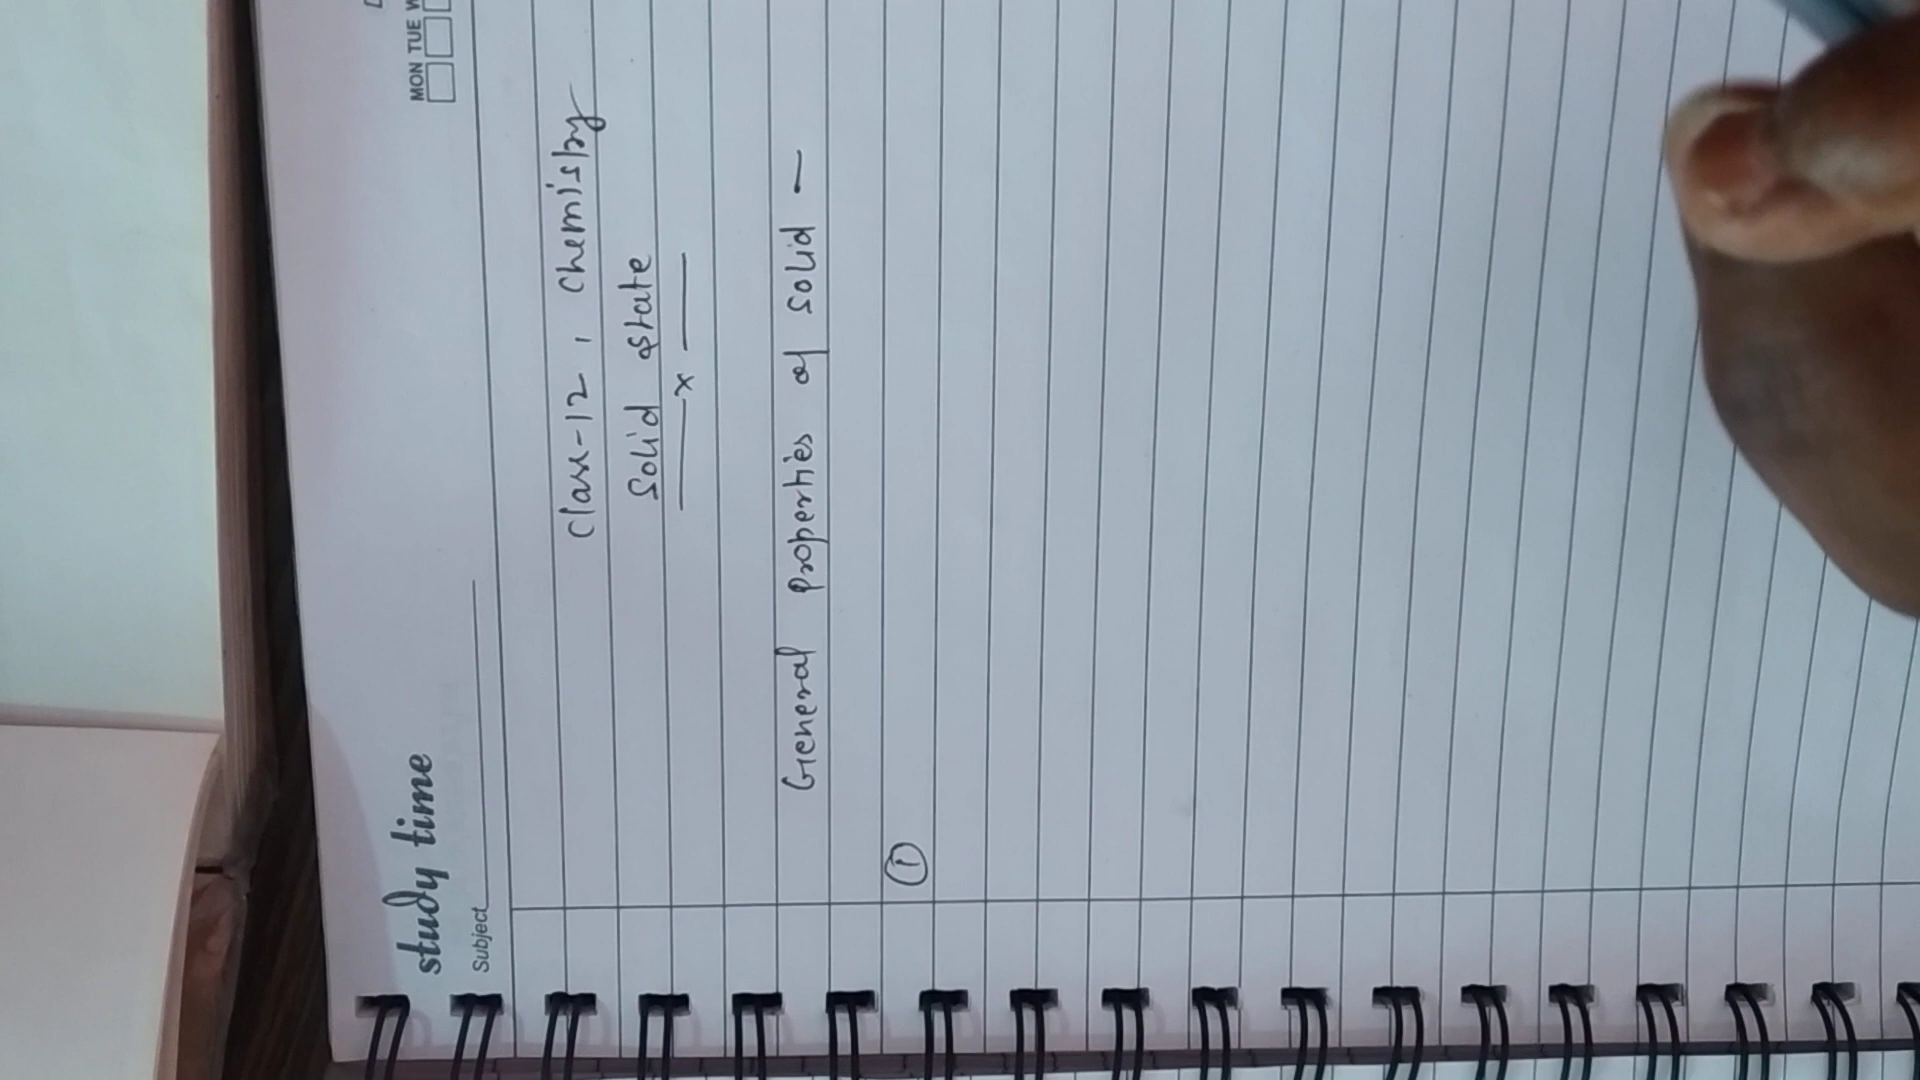 study time
MON TUE W
Subject
Class-12, Chemistry
Solid state
x
General properties of solid -
①